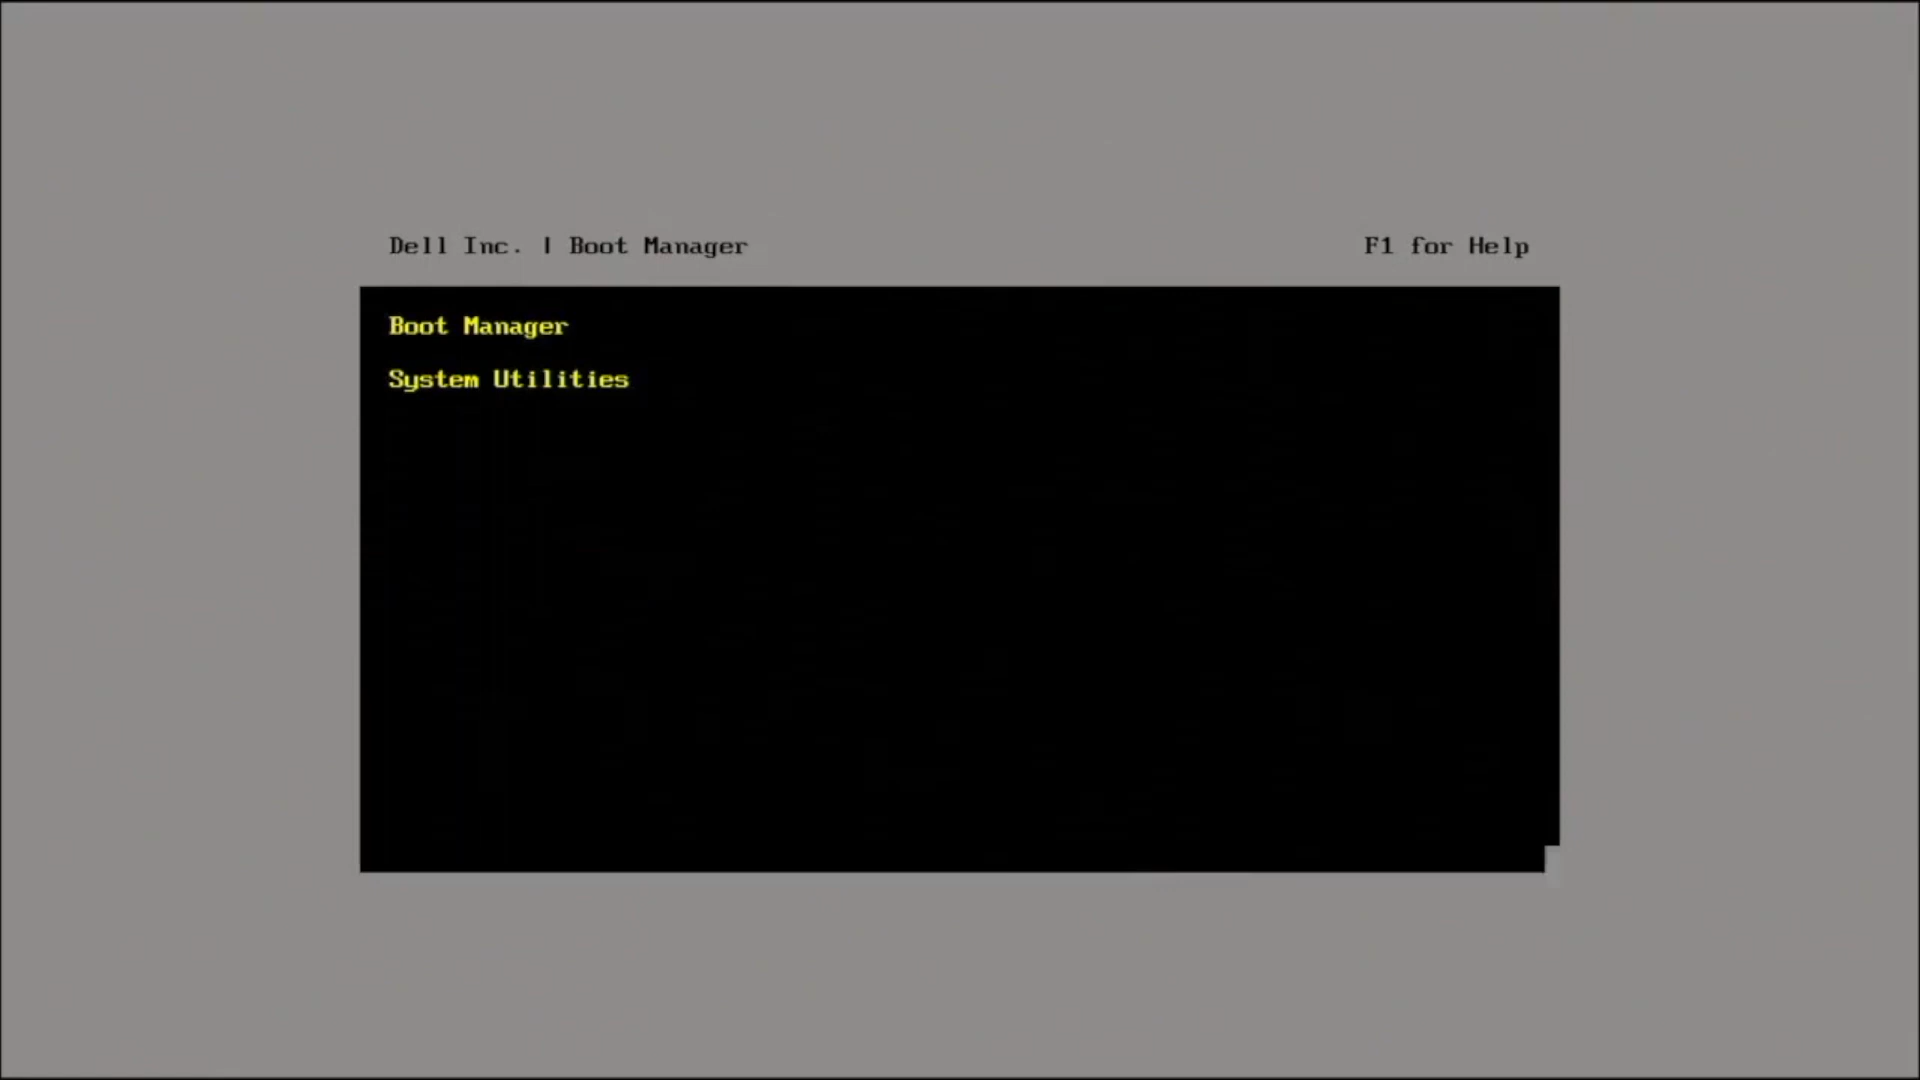 Dell Inc. | Boot Manager
F1 for Help
Boot Manager
System Utilities